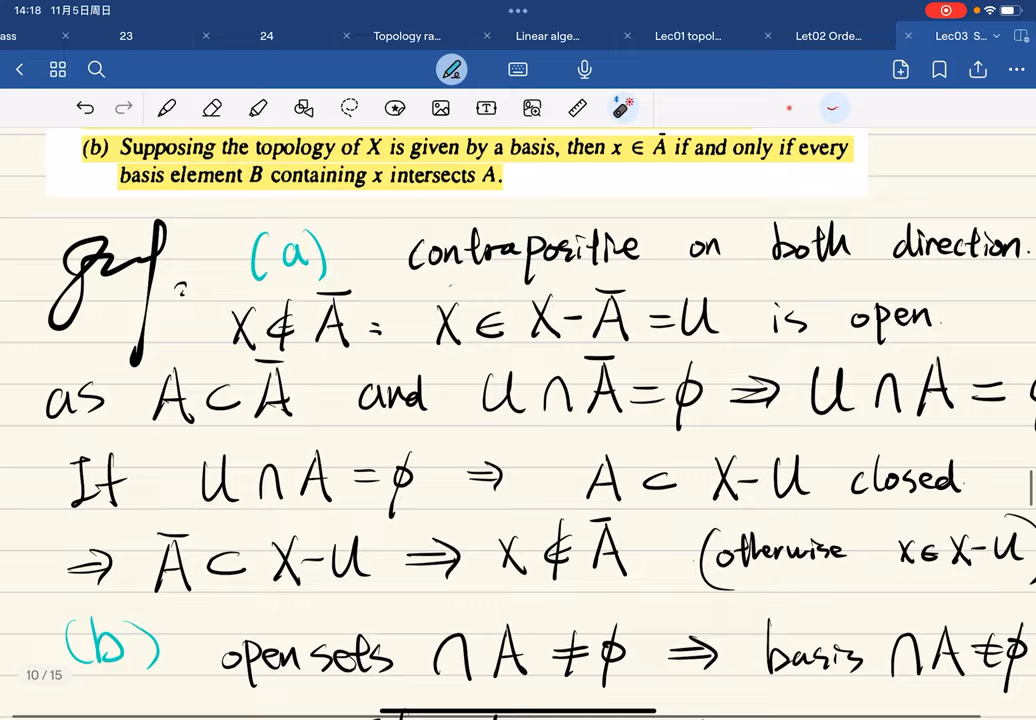 14:18 11月5日周日
ass 23 24 Topology ra... Linear alge... Lec01 topol... Let02 Orde... Lec03 S...
(b) Supposing the topology of X is given by a basis, then x ∈ Ā if and only if every
basis element B containing x intersects A.
(a) contrapositive on both direction.
x ∉ Ā : x ∈ X - Ā = U is open.
as A ⊂ Ā and U ∩ Ā = ϕ ⇒ U ∩ A = ϕ
If U ∩ A = ϕ ⇒ A ⊂ X-U closed.
⇒ Ā ⊂ X-U ⇒ x ∉ Ā (otherwise x ∈ X-U)
(b) open sets ∩ A ≠ ϕ ⇒ basis ∩ A ≠ ϕ
10 / 15